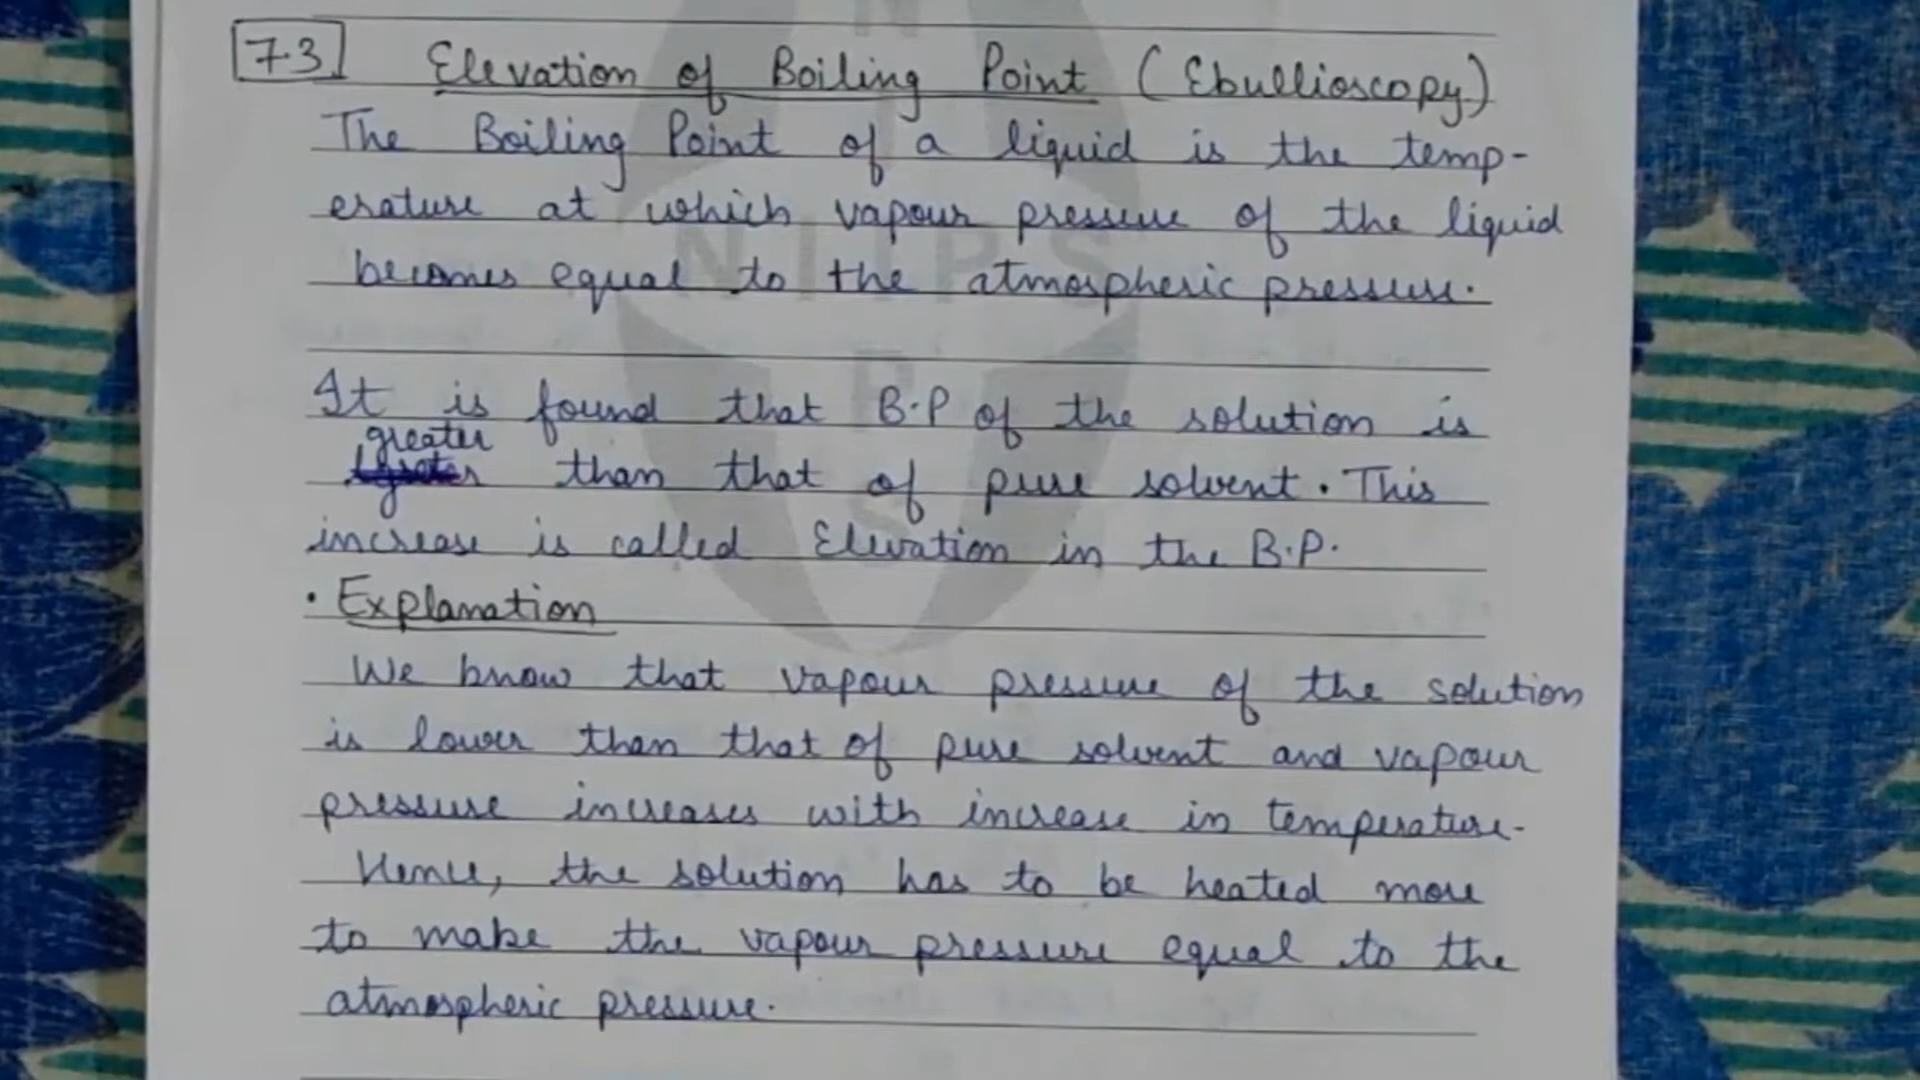 7.3 Elevation of Boiling Point (Ebullioscopy)
The Boiling Point of a liquid is the temp-
erature at which vapour pressure of the liquid
becomes equal to the atmospheric pressure.
It is found that B.P of the solution is
greater
than that of pure solvent. This
increase is called Elevation in the B.P.
• Explanation
We know that vapour pressure of the solution
is lower than that of pure solvent and vapour
pressure increases with increase in temperature.
Hence, the solution has to be heated more
to make the vapour pressure equal to the
atmospheric pressure.